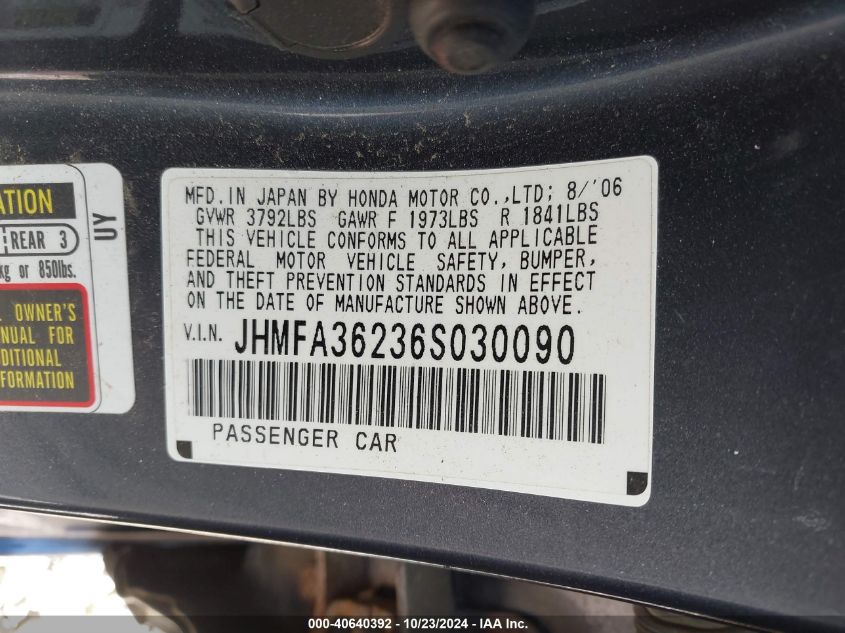 ATION
REAR 3
kg or 850lbs.
OWNER'S
NUAL FOR
DITIONAL
FORMATION
UY
MFD. IN JAPAN BY HONDA MOTOR CO.,LTD; 8/'06
GVWR 3792LBS GAWR F 1973LBS R 1841LBS
THIS VEHICLE CONFORMS TO ALL APPLICABLE
FEDERAL MOTOR VEHICLE SAFETY, BUMPER,
AND THEFT PREVENTION STANDARDS IN EFFECT
ON THE DATE OF MANUFACTURE SHOWN ABOVE.
V.I.N. JHMFA36236S030090
PASSENGER CAR
000-40640392 - 10/23/2024 - IAA Inc.